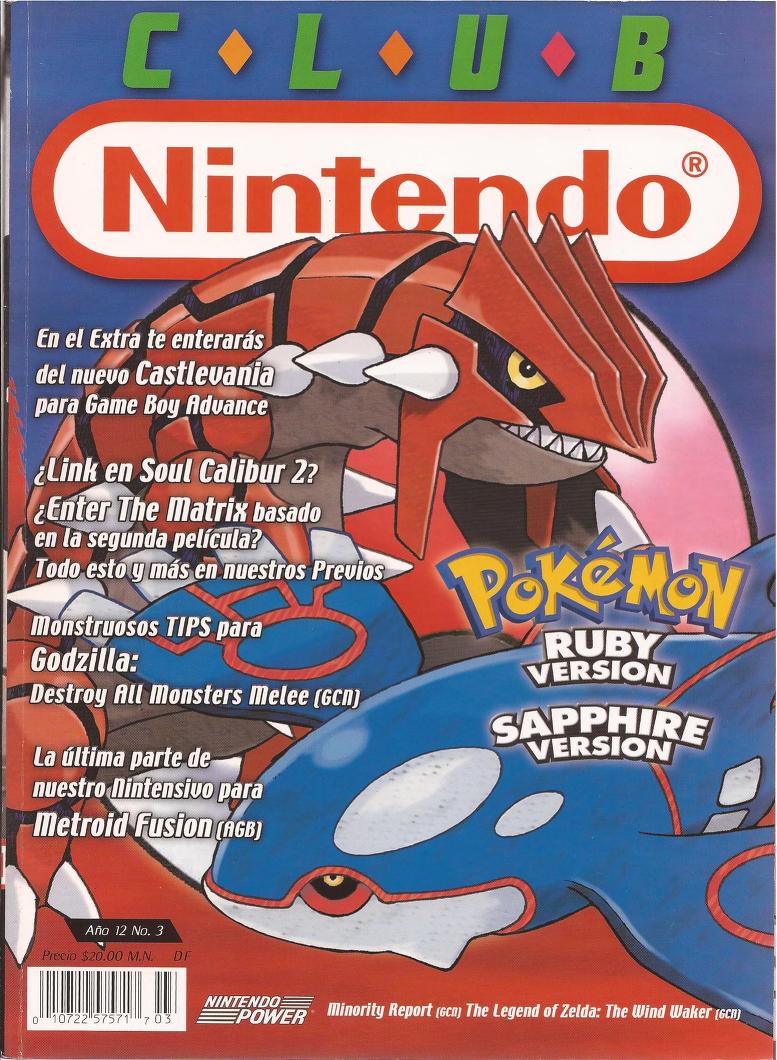 CLUB
Nintendo®
En el Extra te enterarás
del nuevo Castlevania
para Game Boy Advance
¿Link en Soul Calibur 2?
¿Enter The Matrix basado
en la segunda película?
Todo esto y más en nuestros Previos
POKéMON
RUBY
VERSION
SAPPHIRE
VERSION
Monstruosos TIPS para
Godzilla:
Destroy All Monsters Melee (GCN)
La última parte de
nuestro Nintensivo para
Metroid Fusion (AGB)
Año 12 No. 3
Precio $20.00 M.N. DF
0 10722 57571 7 03
NINTENDO
POWER
Minority Report (GCN) The Legend of Zelda: The Wind Waker (GCN)